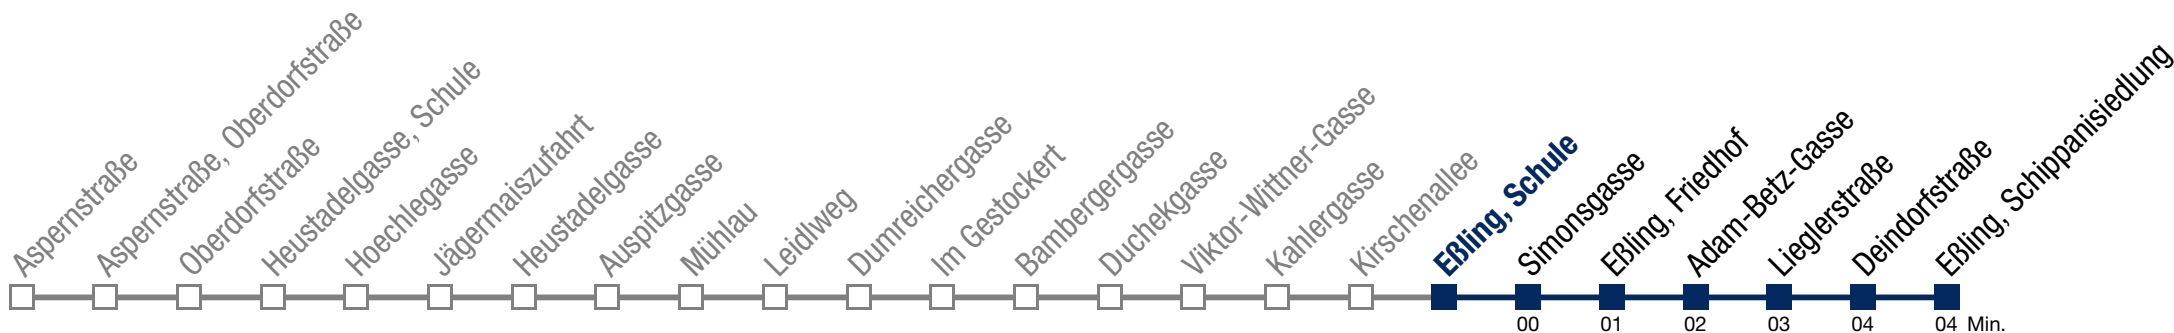 Aspernstraße
Aspernstraße, Oberdorfstraße
Oberdorfstraße
Heustadelgasse, Schule
Hoechlegasse
Jägermaiszufahrt
Heustadelgasse
Auspitzgasse
Mühlau
Leidlweg
Dumreichergasse
Im Gestockert
Bambergergasse
Duchekgasse
Viktor-Wittner-Gasse
Kahlergasse
Kirschenallee
Eßling, Schule
Simonsgasse
Eßling, Friedhof
Adam-Betz-Gasse
Lieglerstraße
Deindorfstraße
Eßling, Schippanisiedlung
00 01 02 03 04 04 Min.